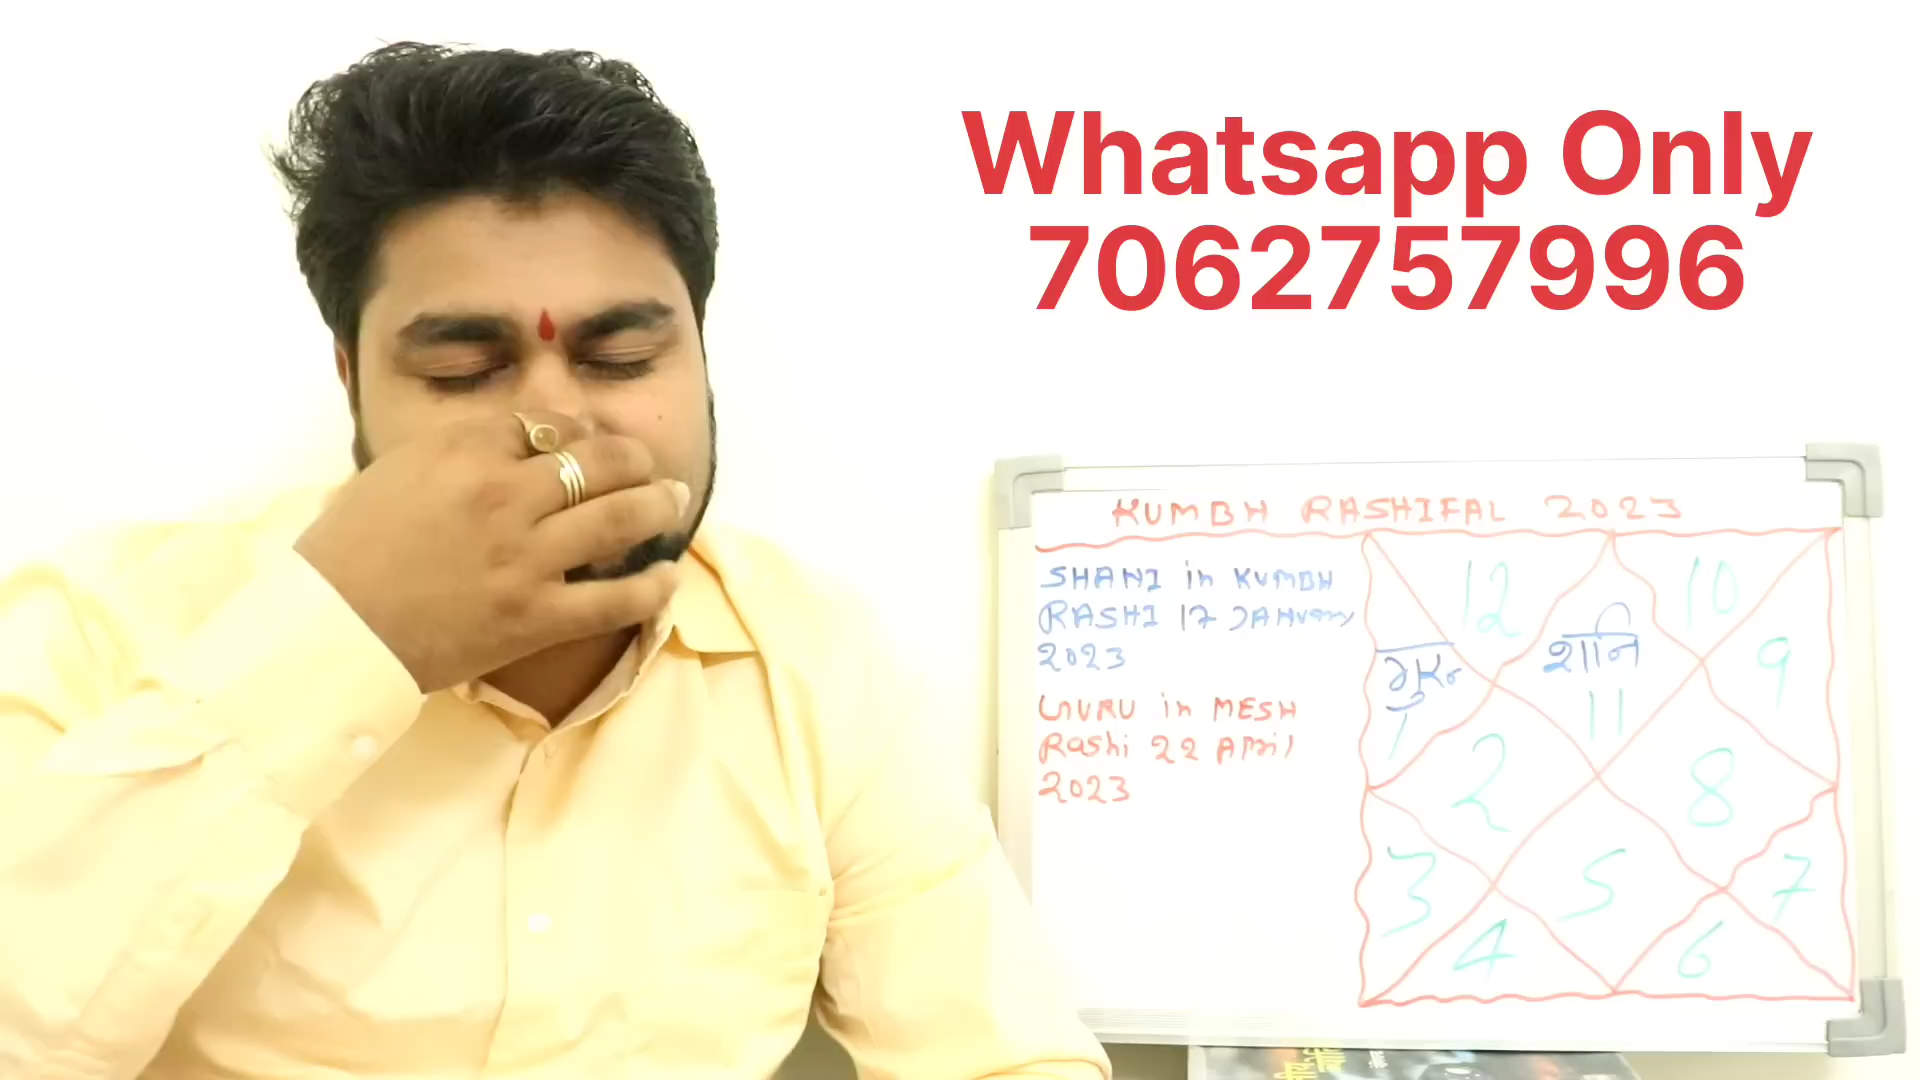 Whatsapp Only
7062757996
KUMBH RASHIFAL 2023
SHANI in KUMBH
RASHI 17 JANuary
2023
GURU in MESH
Rashi 22 April
2023
12
10
शनि
गुरु
9
11
1
2
8
3
5
7
4
6